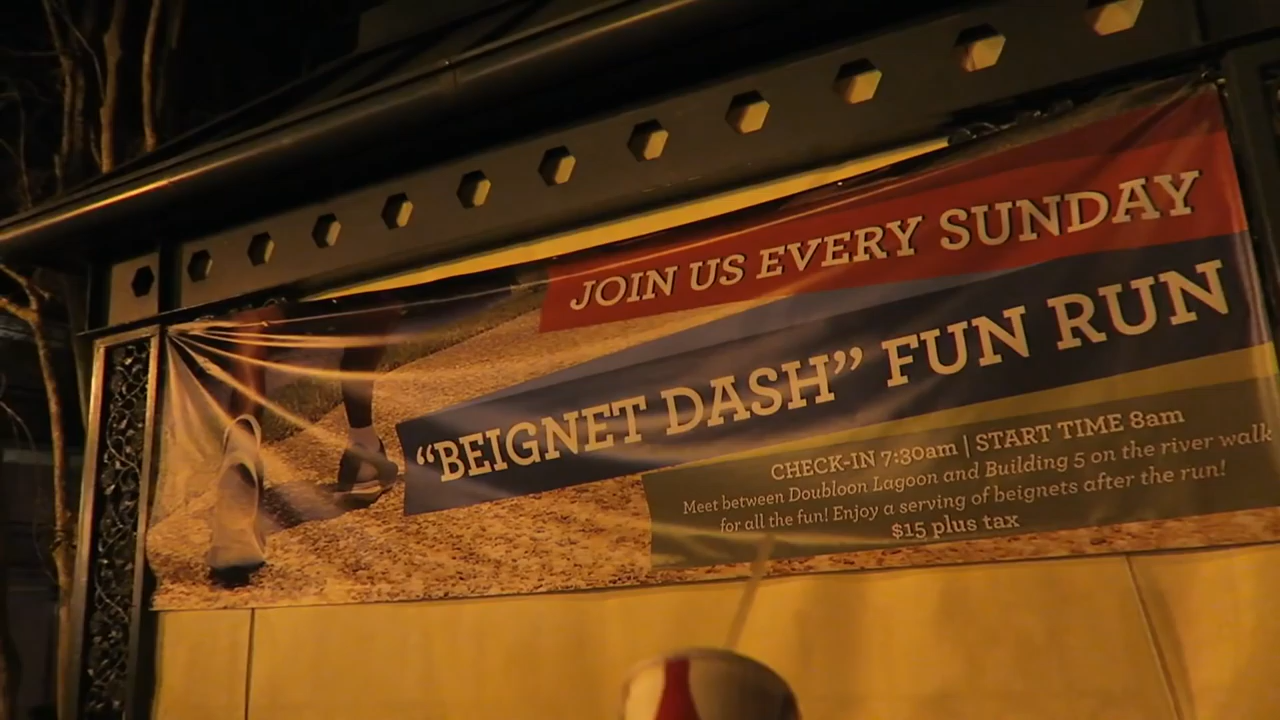 JOIN US EVERY SUNDAY
“BEIGNET DASH” FUN RUN
CHECK-IN 7:30am | START TIME 8am
Meet between Doubloon Lagoon and Building 5 on the river walk
for all the fun! Enjoy a serving of beignets after the run!
$15 plus tax